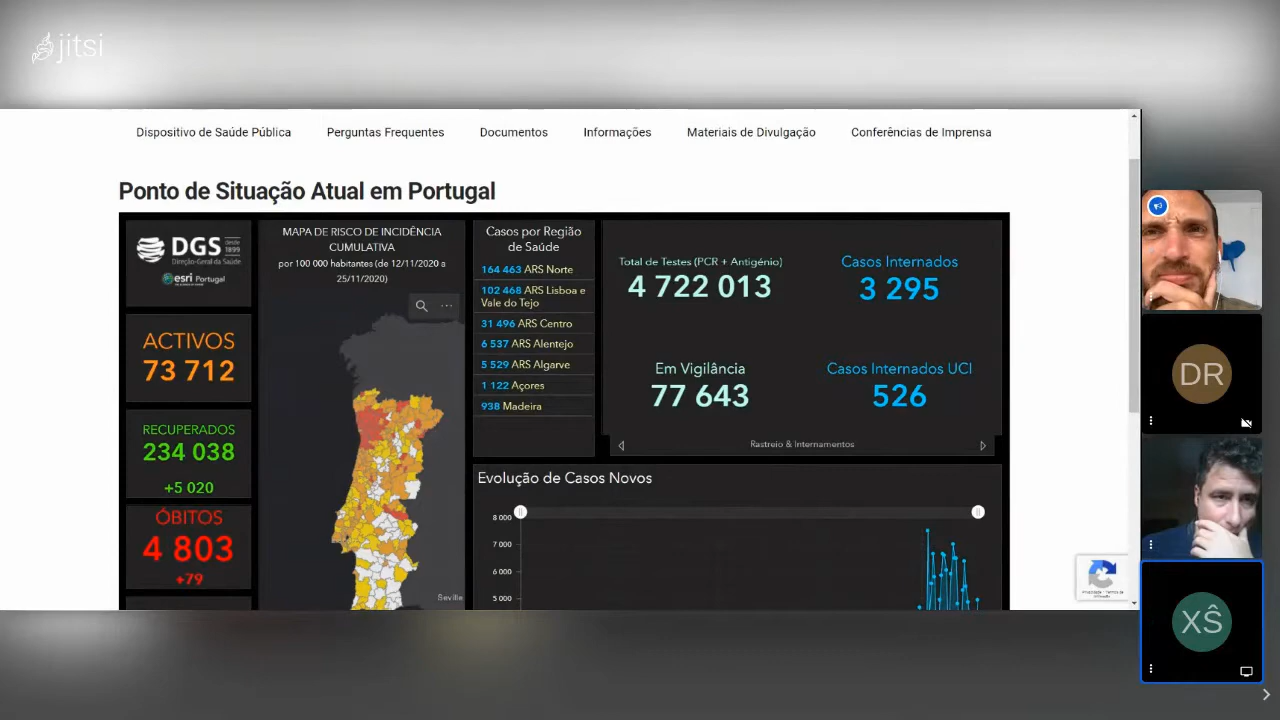 jitsi
Dispositivo de Saúde Pública
Perguntas Frequentes
Documentos
Informações
Materiais de Divulgação
Conferências de Imprensa
Ponto de Situação Atual em Portugal
DGS desde 1899
Direção-Geral da Saúde
esri Portugal
ACTIVOS
73 712
RECUPERADOS
234 038
+5 020
ÓBITOS
4 803
+79
MAPA DE RISCO DE INCIDÊNCIA
CUMULATIVA
por 100 000 habitantes (de 12/11/2020 a
25/11/2020)
Seville
Casos por Região
de Saúde
164 463 ARS Norte
102 468 ARS Lisboa e
Vale do Tejo
31 496 ARS Centro
6 537 ARS Alentejo
5 529 ARS Algarve
1 122 Açores
938 Madeira
Total de Testes (PCR + Antigénio)
4 722 013
Casos Internados
3 295
Em Vigilância
77 643
Casos Internados UCI
526
Rastreio & Internamentos
Evolução de Casos Novos
8 000
7 000
6 000
5 000
DR
XŜ